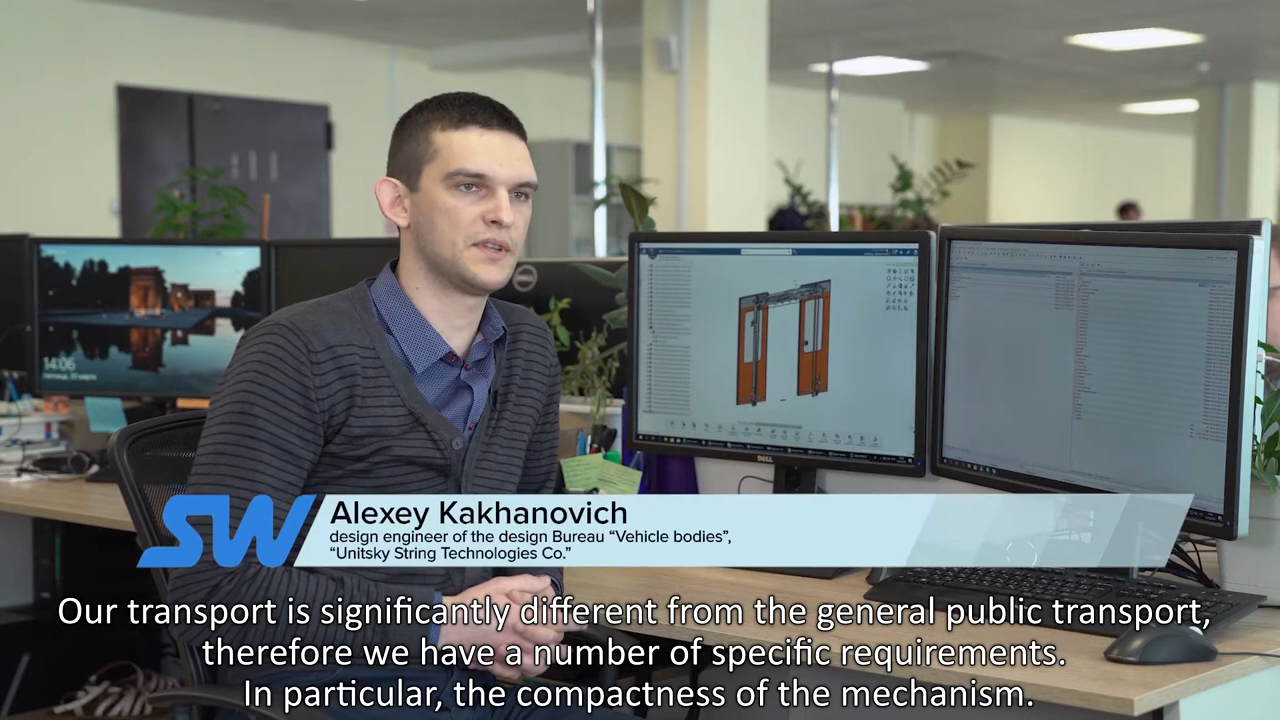 14:06
DELL
SW
Alexey Kakhanovich
design engineer of the design Bureau “Vehicle bodies”,
“Unitsky String Technologies Co.”
Our transport is significantly different from the general public transport,
therefore we have a number of specific requirements.
In particular, the compactness of the mechanism.